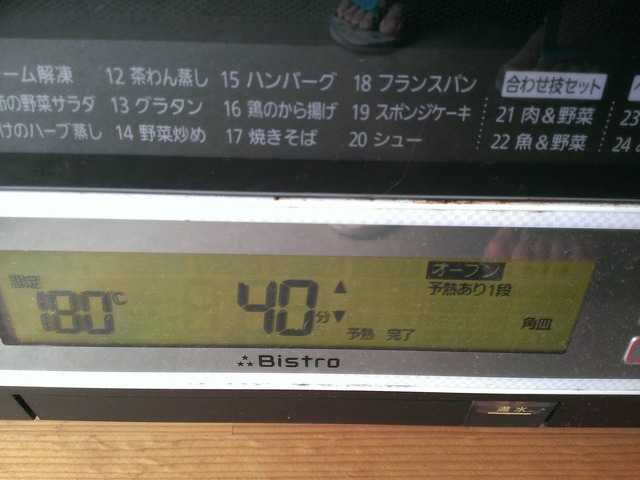 ーム解凍 12 茶わん蒸し 15 ハンバーグ 18 フランスパン 合わせ技セット
節の野菜サラダ 13 グラタン 16 鶏のから揚げ 19 スポンジケーキ 21 肉&野菜 23
けのハーブ蒸し 14 野菜炒め 17 焼きそば 20 シュー 22 魚&野菜 24
設定 180℃ 40分 ▲▼ オーブン
予熱あり1段
予熱 完了 角皿
Bistro
満水